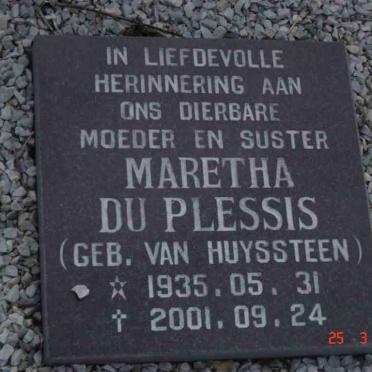 IN LIEFDEVOLLE
HERINNERING AAN
ONS DIERBARE
MOEDER EN SUSTER
MARETHA
DU PLESSIS
(GEB. VAN HUYSSTEEN)
☆ 1935.05.31
† 2001.09.24
25 3